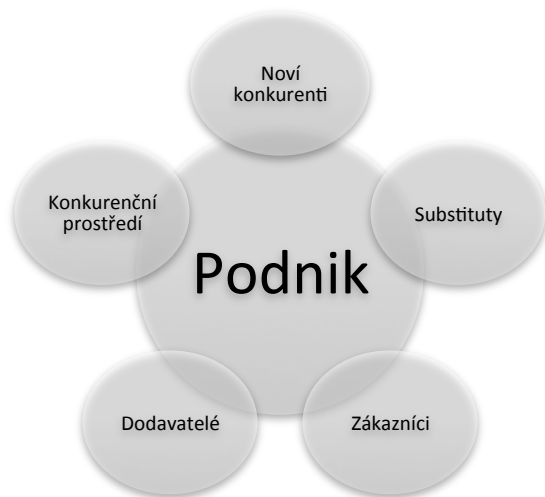 Noví
konkurenti
Konkurenční
prostředí
Substituty
Podnik
Dodavatelé
Zákazníci